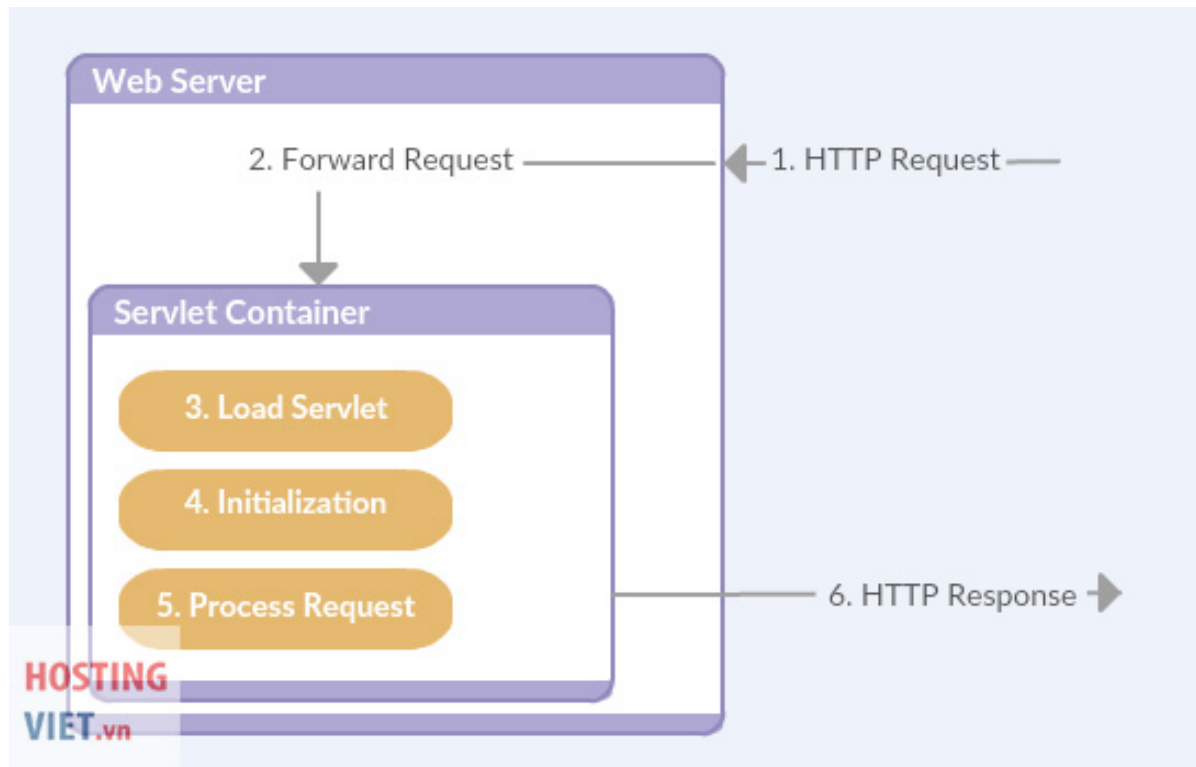 Web Server
2. Forward Request
1. HTTP Request
Servlet Container
3. Load Servlet
4. Initialization
5. Process Request
6. HTTP Response
HOSTING
VIET.vn